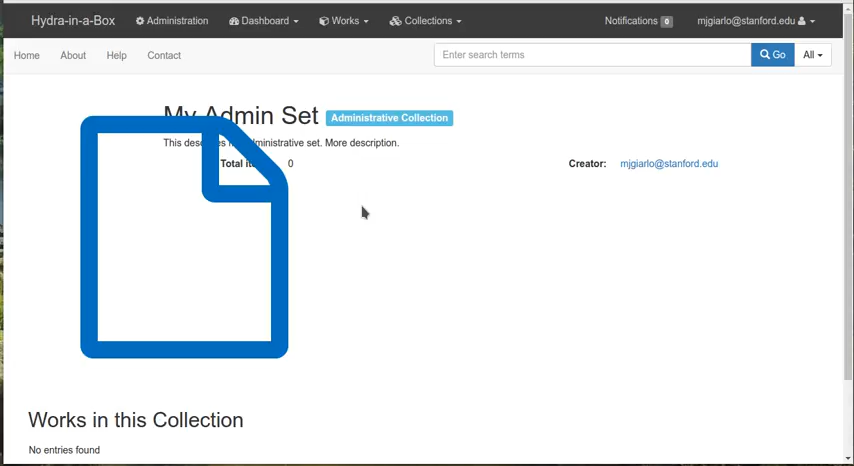 Hydra-in-a-Box Administration Dashboard Works Collections Notifications 0 mjgiarlo@stanford.edu
Home About Help Contact Enter search terms Go All
My Admin Set Administrative Collection
This administrative set. More description.
Total 0 Creator: mjgiarlo@stanford.edu
Works in this Collection
No entries found